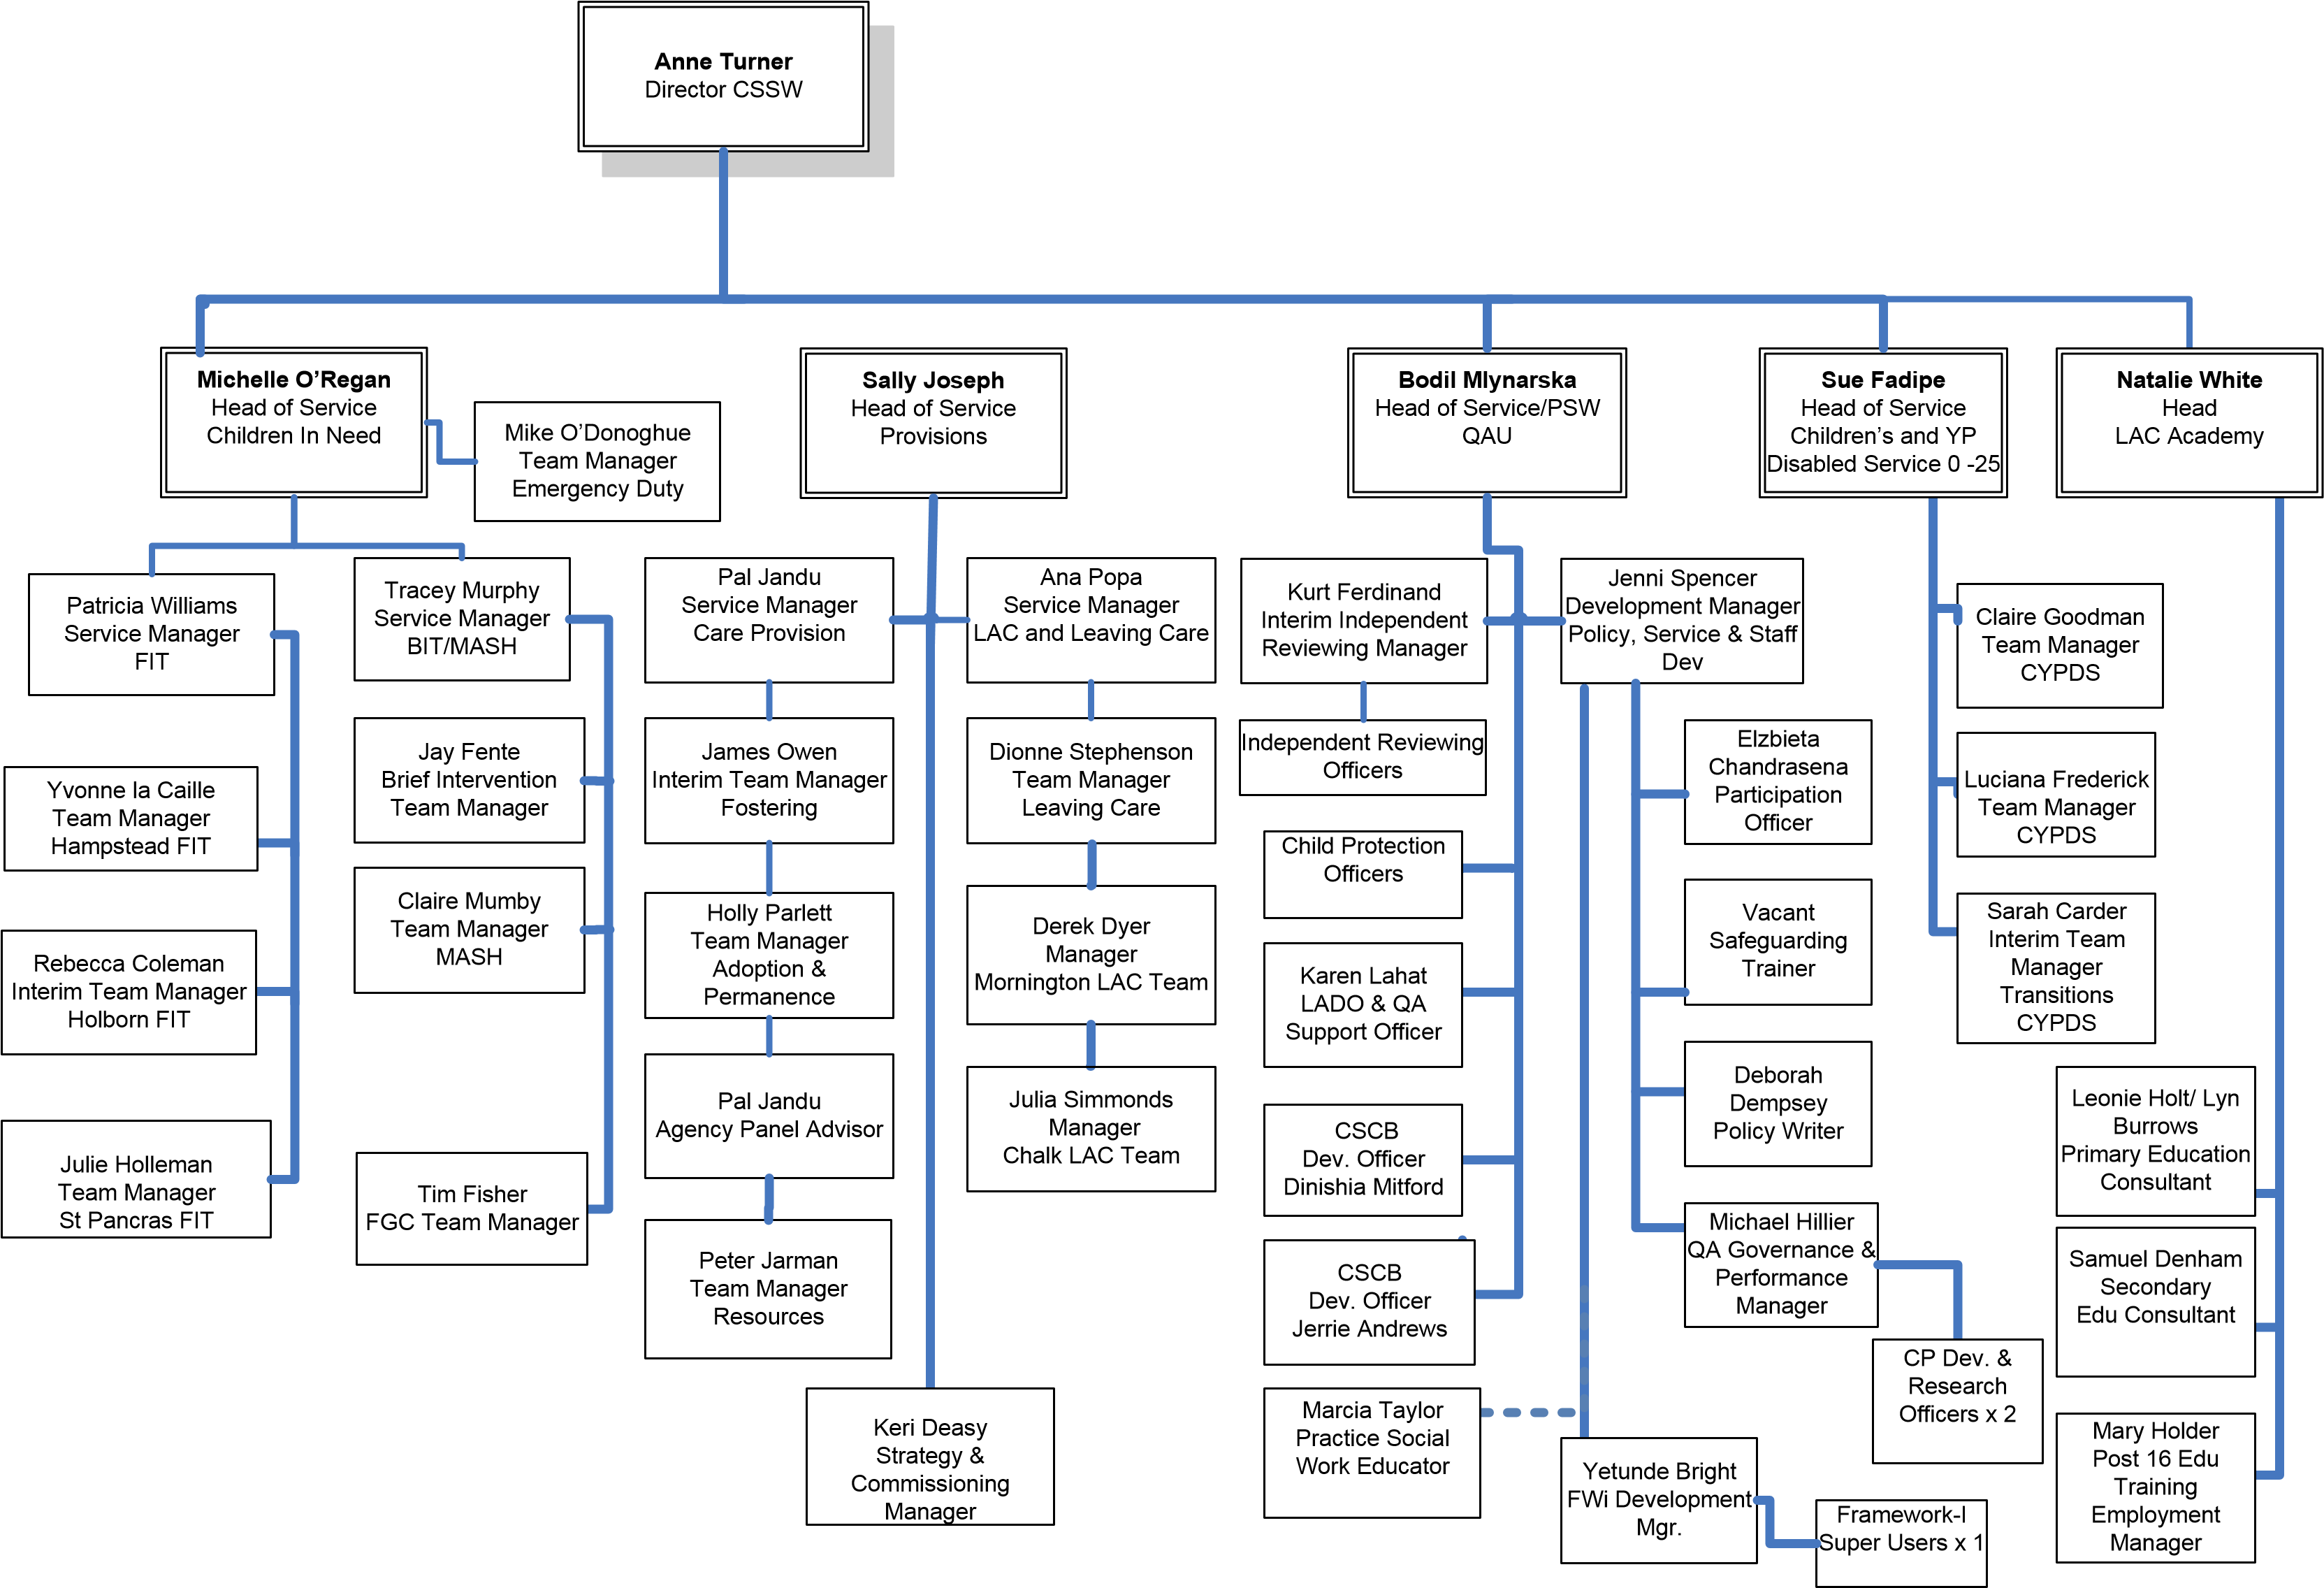 Anne Turner
Director CSSW
Michelle O’Regan
Head of Service
Children In Need
Mike O’Donoghue
Team Manager
Emergency Duty
Sally Joseph
Head of Service
Provisions
Bodil Mlynarska
Head of Service/PSW
QAU
Sue Fadipe
Head of Service
Children’s and YP
Disabled Service 0 -25
Natalie White
Head
LAC Academy
Patricia Williams
Service Manager
FIT
Yvonne la Caille
Team Manager
Hampstead FIT
Rebecca Coleman
Interim Team Manager
Holborn FIT
Julie Holleman
Team Manager
St Pancras FIT
Tracey Murphy
Service Manager
BIT/MASH
Jay Fente
Brief Intervention
Team Manager
Claire Mumby
Team Manager
MASH
Tim Fisher
FGC Team Manager
Pal Jandu
Service Manager
Care Provision
James Owen
Interim Team Manager
Fostering
Holly Parlett
Team Manager
Adoption &
Permanence
Pal Jandu
Agency Panel Advisor
Peter Jarman
Team Manager
Resources
Keri Deasy
Strategy &
Commissioning
Manager
Ana Popa
Service Manager
LAC and Leaving Care
Dionne Stephenson
Team Manager
Leaving Care
Derek Dyer
Manager
Mornington LAC Team
Julia Simmonds
Manager
Chalk LAC Team
Kurt Ferdinand
Interim Independent
Reviewing Manager
Independent Reviewing
Officers
Child Protection
Officers
Karen Lahat
LADO & QA
Support Officer
CSCB
Dev. Officer
Dinishia Mitford
CSCB
Dev. Officer
Jerrie Andrews
Marcia Taylor
Practice Social
Work Educator
Jenni Spencer
Development Manager
Policy, Service & Staff
Dev
Elzbieta
Chandrasena
Participation
Officer
Vacant
Safeguarding
Trainer
Deborah
Dempsey
Policy Writer
Michael Hillier
QA Governance &
Performance
Manager
CP Dev. &
Research
Officers x 2
Yetunde Bright
FWi Development
Mgr.
Framework-I
Super Users x 1
Claire Goodman
Team Manager
CYPDS
Luciana Frederick
Team Manager
CYPDS
Sarah Carder
Interim Team
Manager
Transitions
CYPDS
Leonie Holt/ Lyn
Burrows
Primary Education
Consultant
Samuel Denham
Secondary
Edu Consultant
Mary Holder
Post 16 Edu
Training
Employment
Manager